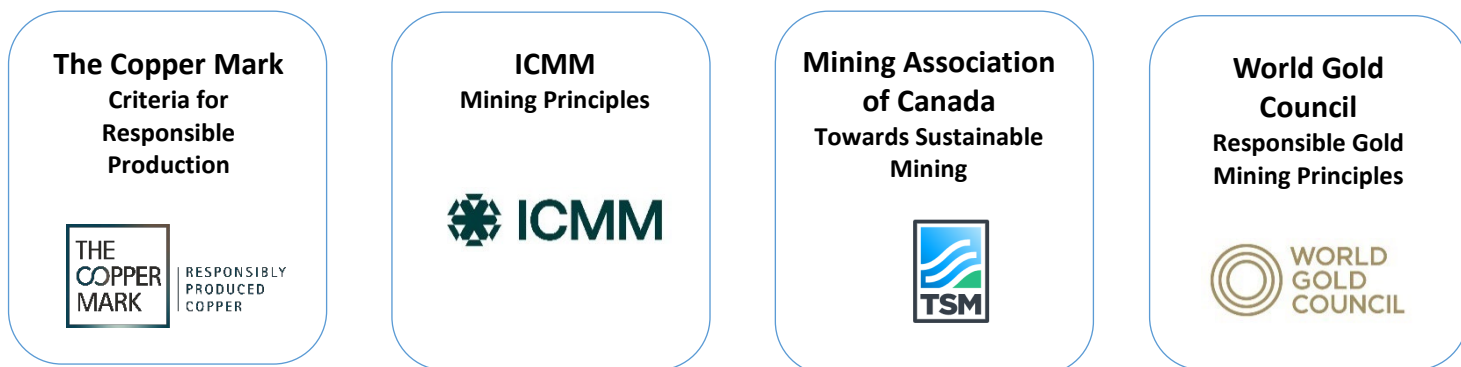 The Copper Mark
Criteria for
Responsible
Production
THE
COPPER
MARK
RESPONSIBLY
PRODUCED
COPPER
ICMM
Mining Principles
ICMM
Mining Association
of Canada
Towards Sustainable
Mining
TSM
World Gold
Council
Responsible Gold
Mining Principles
WORLD
GOLD
COUNCIL